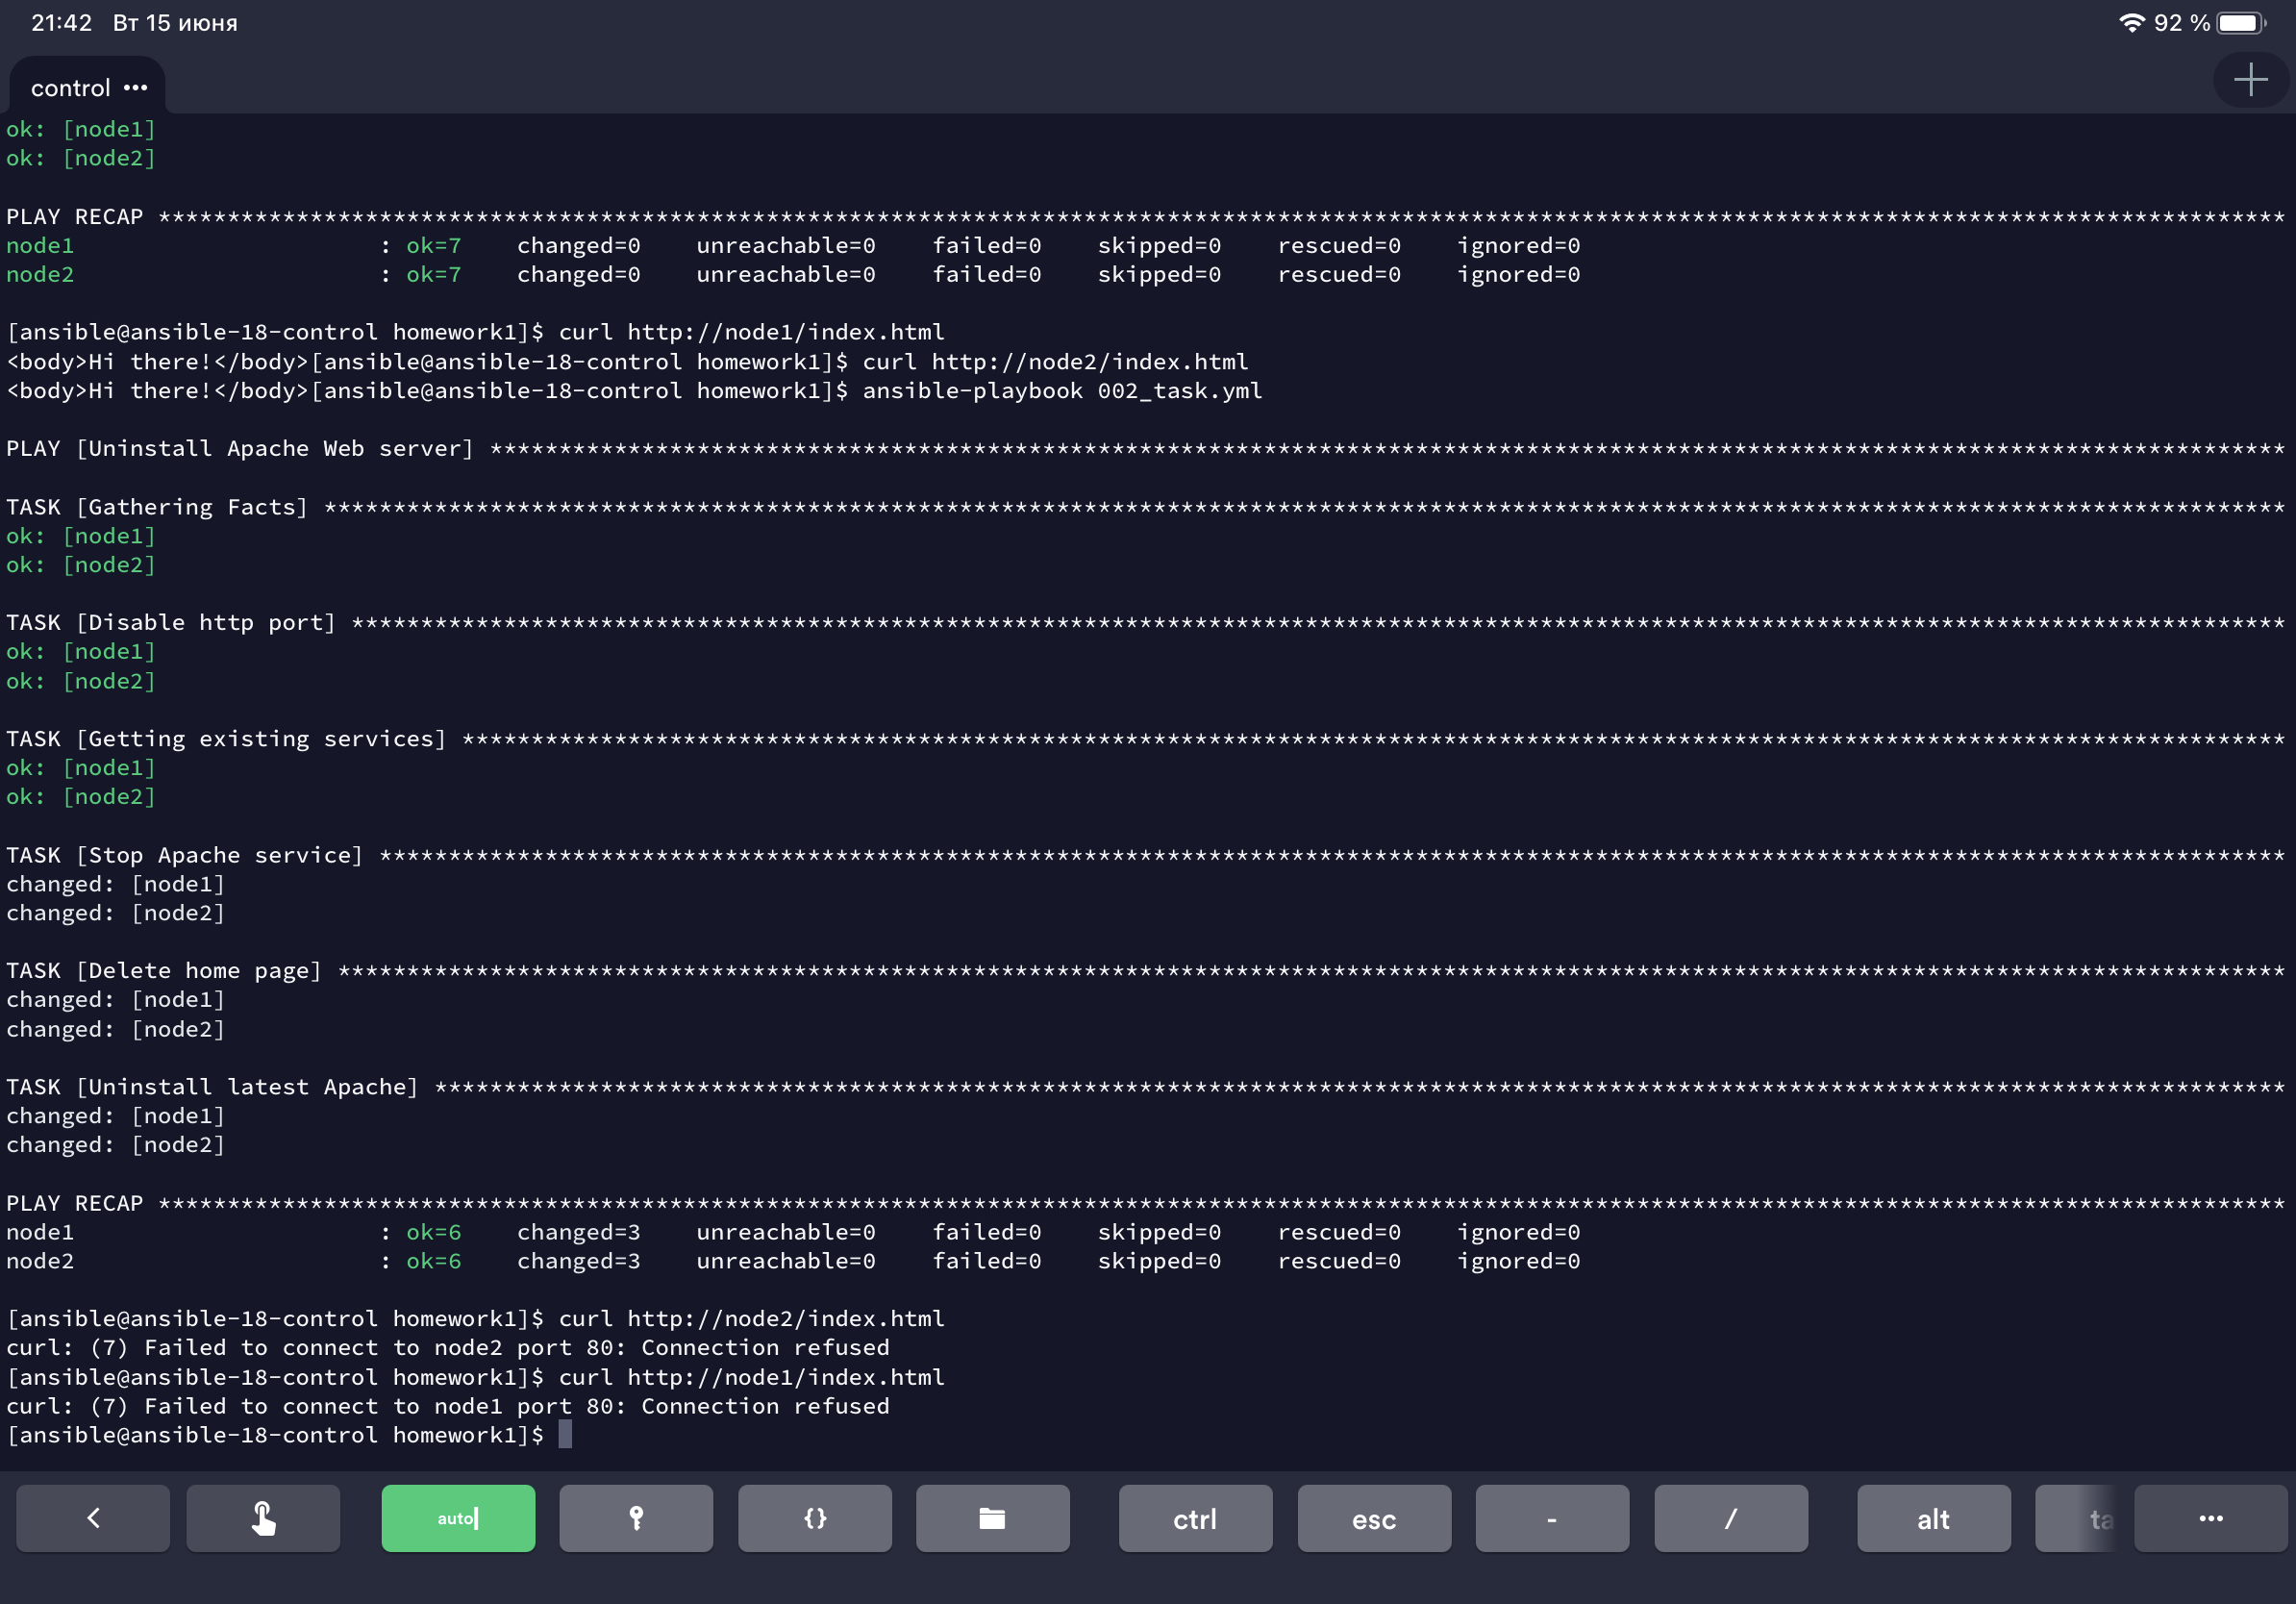 21:42 Вт 15 июня 92 %
control •••
ok: [node1]
ok: [node2]
PLAY RECAP ******************************************************************************************************************************************************
node1 : ok=7 changed=0 unreachable=0 failed=0 skipped=0 rescued=0 ignored=0
node2 : ok=7 changed=0 unreachable=0 failed=0 skipped=0 rescued=0 ignored=0
[ansible@ansible-18-control homework1]$ curl http://node1/index.html
<body>Hi there!</body>[ansible@ansible-18-control homework1]$ curl http://node2/index.html
<body>Hi there!</body>[ansible@ansible-18-control homework1]$ ansible-playbook 002_task.yml
PLAY [Uninstall Apache Web server] **********************************************************************************************************************************
TASK [Gathering Facts] **********************************************************************************************************************************************
ok: [node1]
ok: [node2]
TASK [Disable http port] ********************************************************************************************************************************************
ok: [node1]
ok: [node2]
TASK [Getting existing services] ************************************************************************************************************************************
ok: [node1]
ok: [node2]
TASK [Stop Apache service] ******************************************************************************************************************************************
changed: [node1]
changed: [node2]
TASK [Delete home page] *********************************************************************************************************************************************
changed: [node1]
changed: [node2]
TASK [Uninstall latest Apache] **************************************************************************************************************************************
changed: [node1]
changed: [node2]
PLAY RECAP **********************************************************************************************************************************************************
node1 : ok=6 changed=3 unreachable=0 failed=0 skipped=0 rescued=0 ignored=0
node2 : ok=6 changed=3 unreachable=0 failed=0 skipped=0 rescued=0 ignored=0
[ansible@ansible-18-control homework1]$ curl http://node2/index.html
curl: (7) Failed to connect to node2 port 80: Connection refused
[ansible@ansible-18-control homework1]$ curl http://node1/index.html
curl: (7) Failed to connect to node1 port 80: Connection refused
[ansible@ansible-18-control homework1]$
auto {} ctrl esc - / alt •••